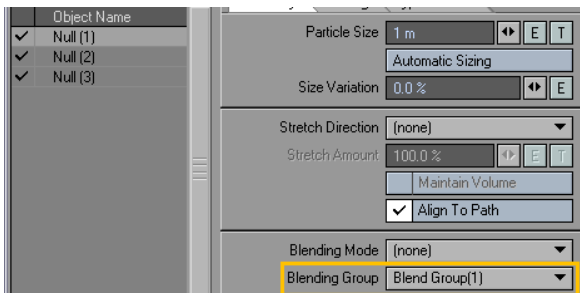 Object Name
Null (1)
Null (2)
Null (3)
Particle Size 1 m E T
Automatic Sizing
Size Variation 0.0 % E
Stretch Direction (none)
Stretch Amount 100.0 % E T
Maintain Volume
Align To Path
Blending Mode (none)
Blending Group Blend Group(1)